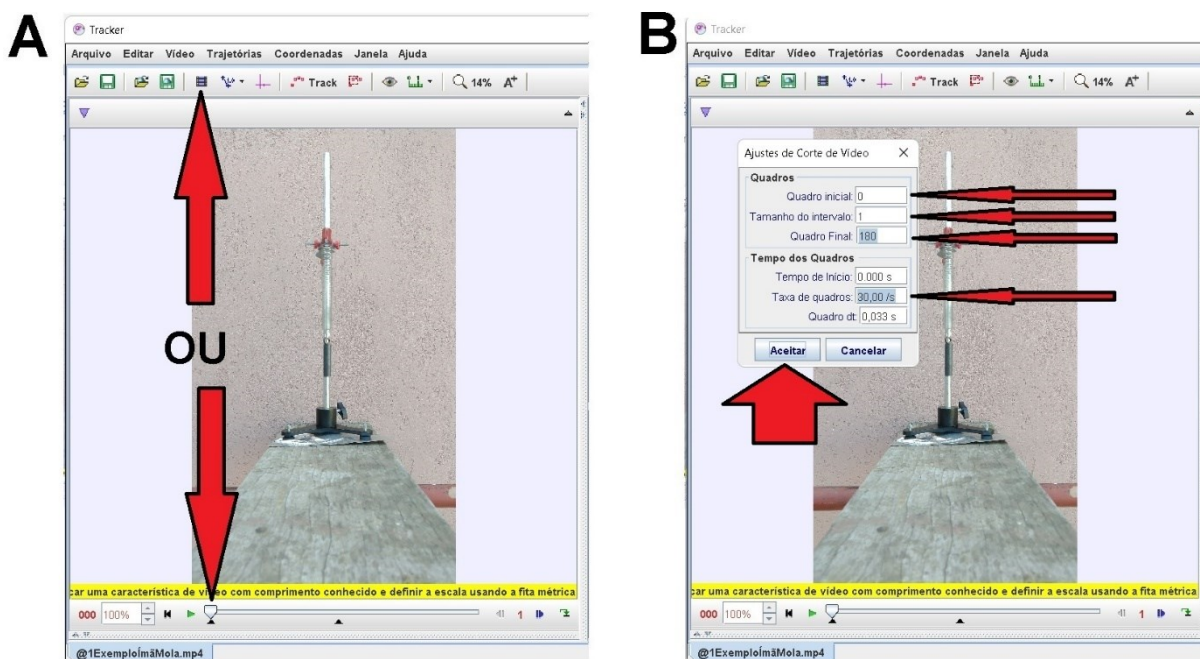 A
Tracker
Arquivo Editar Vídeo Trajetórias Coordenadas Janela Ajuda
Track 14% A+
OU
car uma característica de vídeo com comprimento conhecido e definir a escala usando a fita métrica
000 100% 1
@1ExemploÍmãMola.mp4
B
Tracker
Arquivo Editar Vídeo Trajetórias Coordenadas Janela Ajuda
Track 14% A+
Ajustes de Corte de Vídeo
Quadros
Quadro inicial: 0
Tamanho do intervalo: 1
Quadro Final: 180
Tempo dos Quadros
Tempo de Início: 0.000 s
Taxa de quadros: 30,00 /s
Quadro dt: 0,033 s
Aceitar Cancelar
car uma característica de vídeo com comprimento conhecido e definir a escala usando a fita métrica
000 100% 1
@1ExemploÍmãMola.mp4